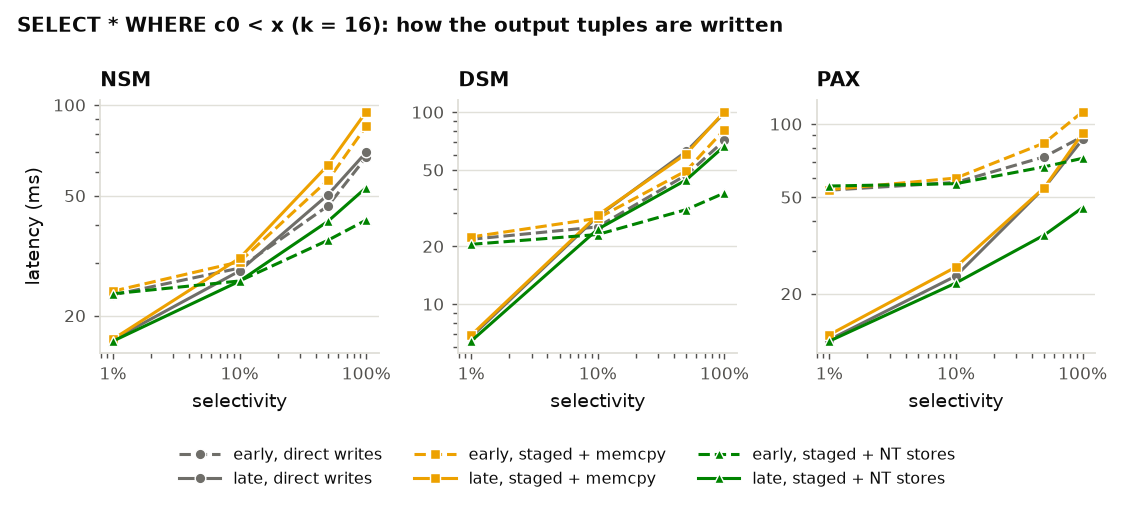 SELECT * WHERE c0 < x (k = 16): how the output tuples are written
NSM
DSM
PAX
latency (ms)
100
50
20
1%
10%
100%
selectivity
100
50
20
10
1%
10%
100%
selectivity
100
50
20
1%
10%
100%
selectivity
early, direct writes
early, staged + memcpy
early, staged + NT stores
late, direct writes
late, staged + memcpy
late, staged + NT stores